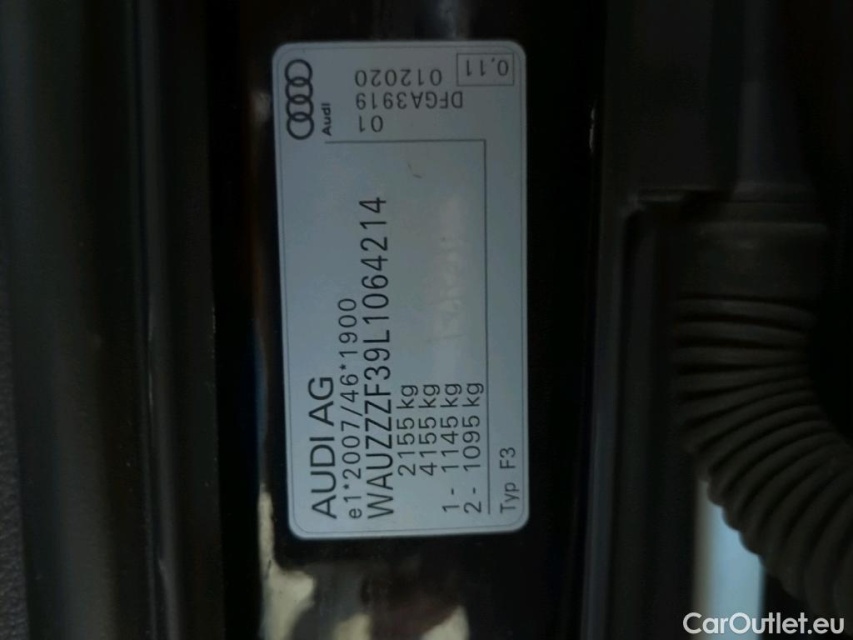 AUDI AG
e1*2007/46*1900
WAUZZZF39L1064214
2155 kg
4155 kg
1 - 1145 kg
2 - 1095 kg
Typ F3
Audi
01
DFGA3919
012020
0,11
CarOutlet.eu